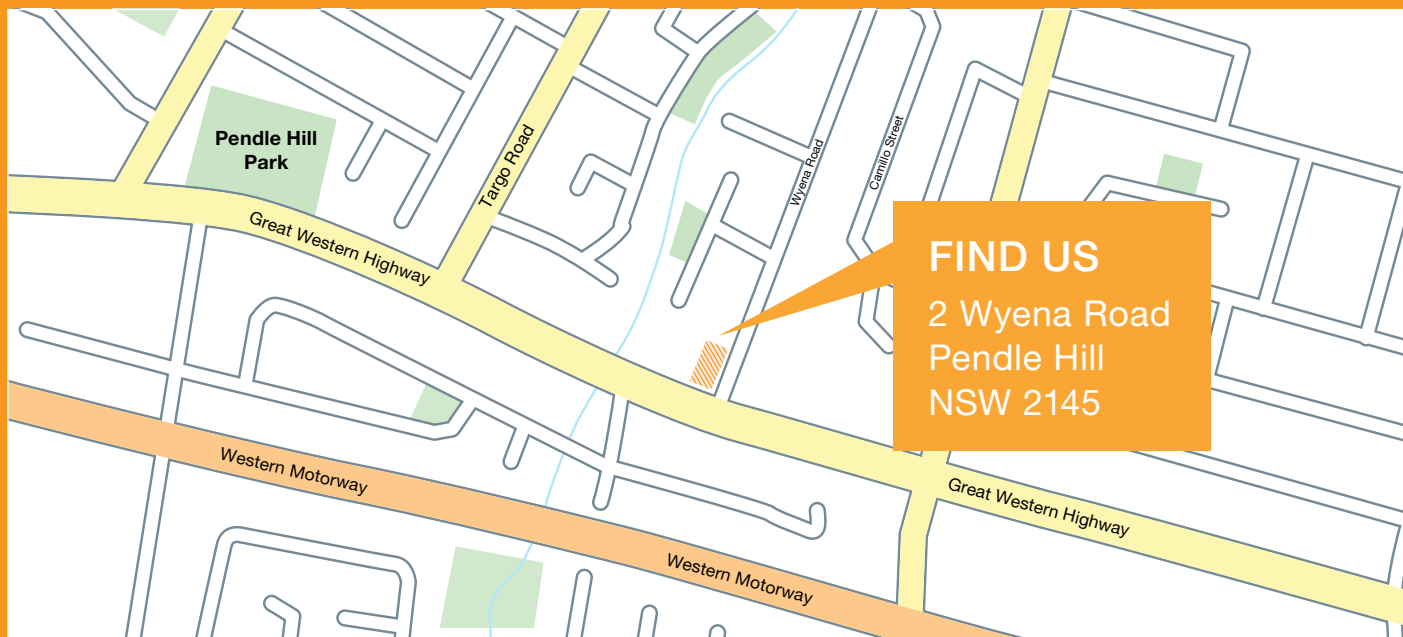 Pendle Hill
Park
Targo Road
Wyena Road
Camillo Street
Great Western Highway
FIND US
2 Wyena Road
Pendle Hill
NSW 2145
Western Motorway
Great Western Highway
Western Motorway